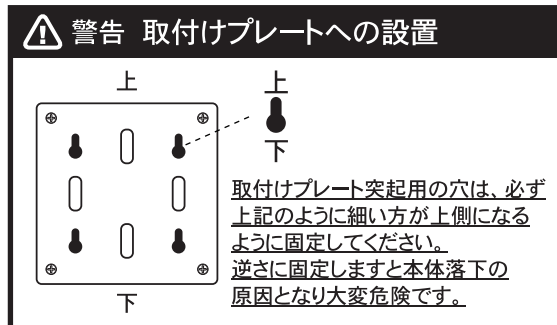 警告 取付けプレートへの設置
上
下
上
下
取付けプレート突起用の穴は、必ず
上記のように細い方が上側になる
ように固定してください。
逆さに固定しますと本体落下の
原因となり大変危険です。